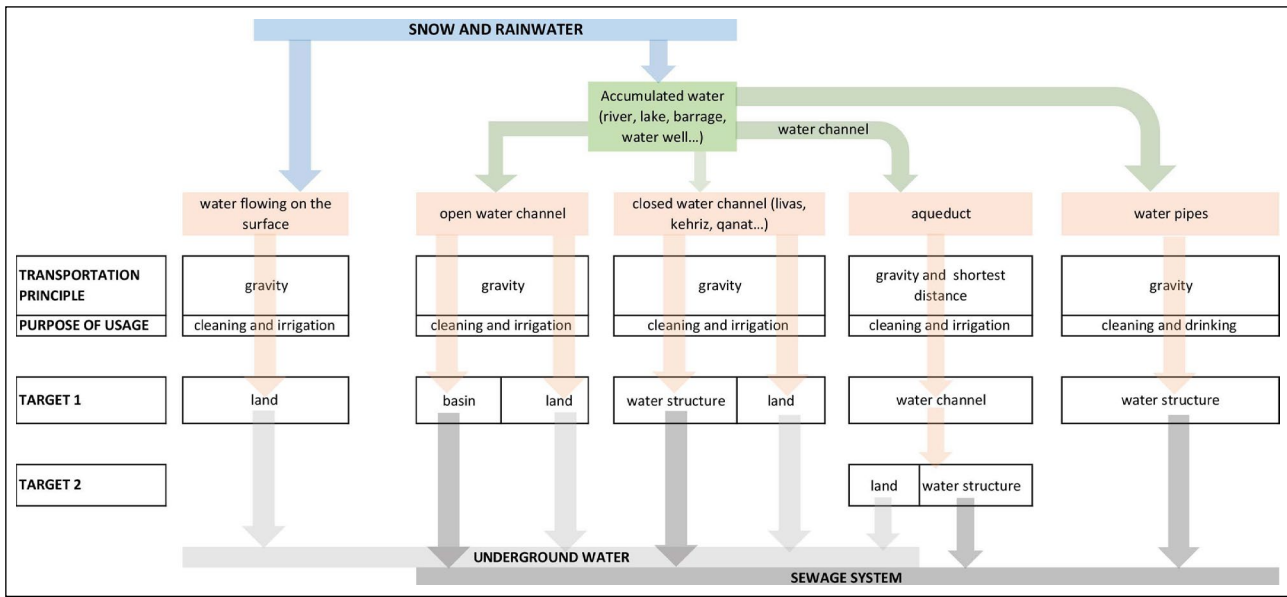 SNOW AND RAINWATER
Accumulated water
(river, lake, barrage,
water well...)
water channel
water flowing on the
surface
open water channel
closed water channel (livas,
kehriz, qanat...)
aqueduct
water pipes
TRANSPORTATION
PRINCIPLE
gravity
gravity
gravity
gravity and shortest
distance
gravity
PURPOSE OF USAGE
cleaning and irrigation
cleaning and irrigation
cleaning and irrigation
cleaning and irrigation
cleaning and drinking
TARGET 1
land
basin
land
water structure
land
water channel
water structure
TARGET 2
land
water structure
UNDERGROUND WATER
SEWAGE SYSTEM